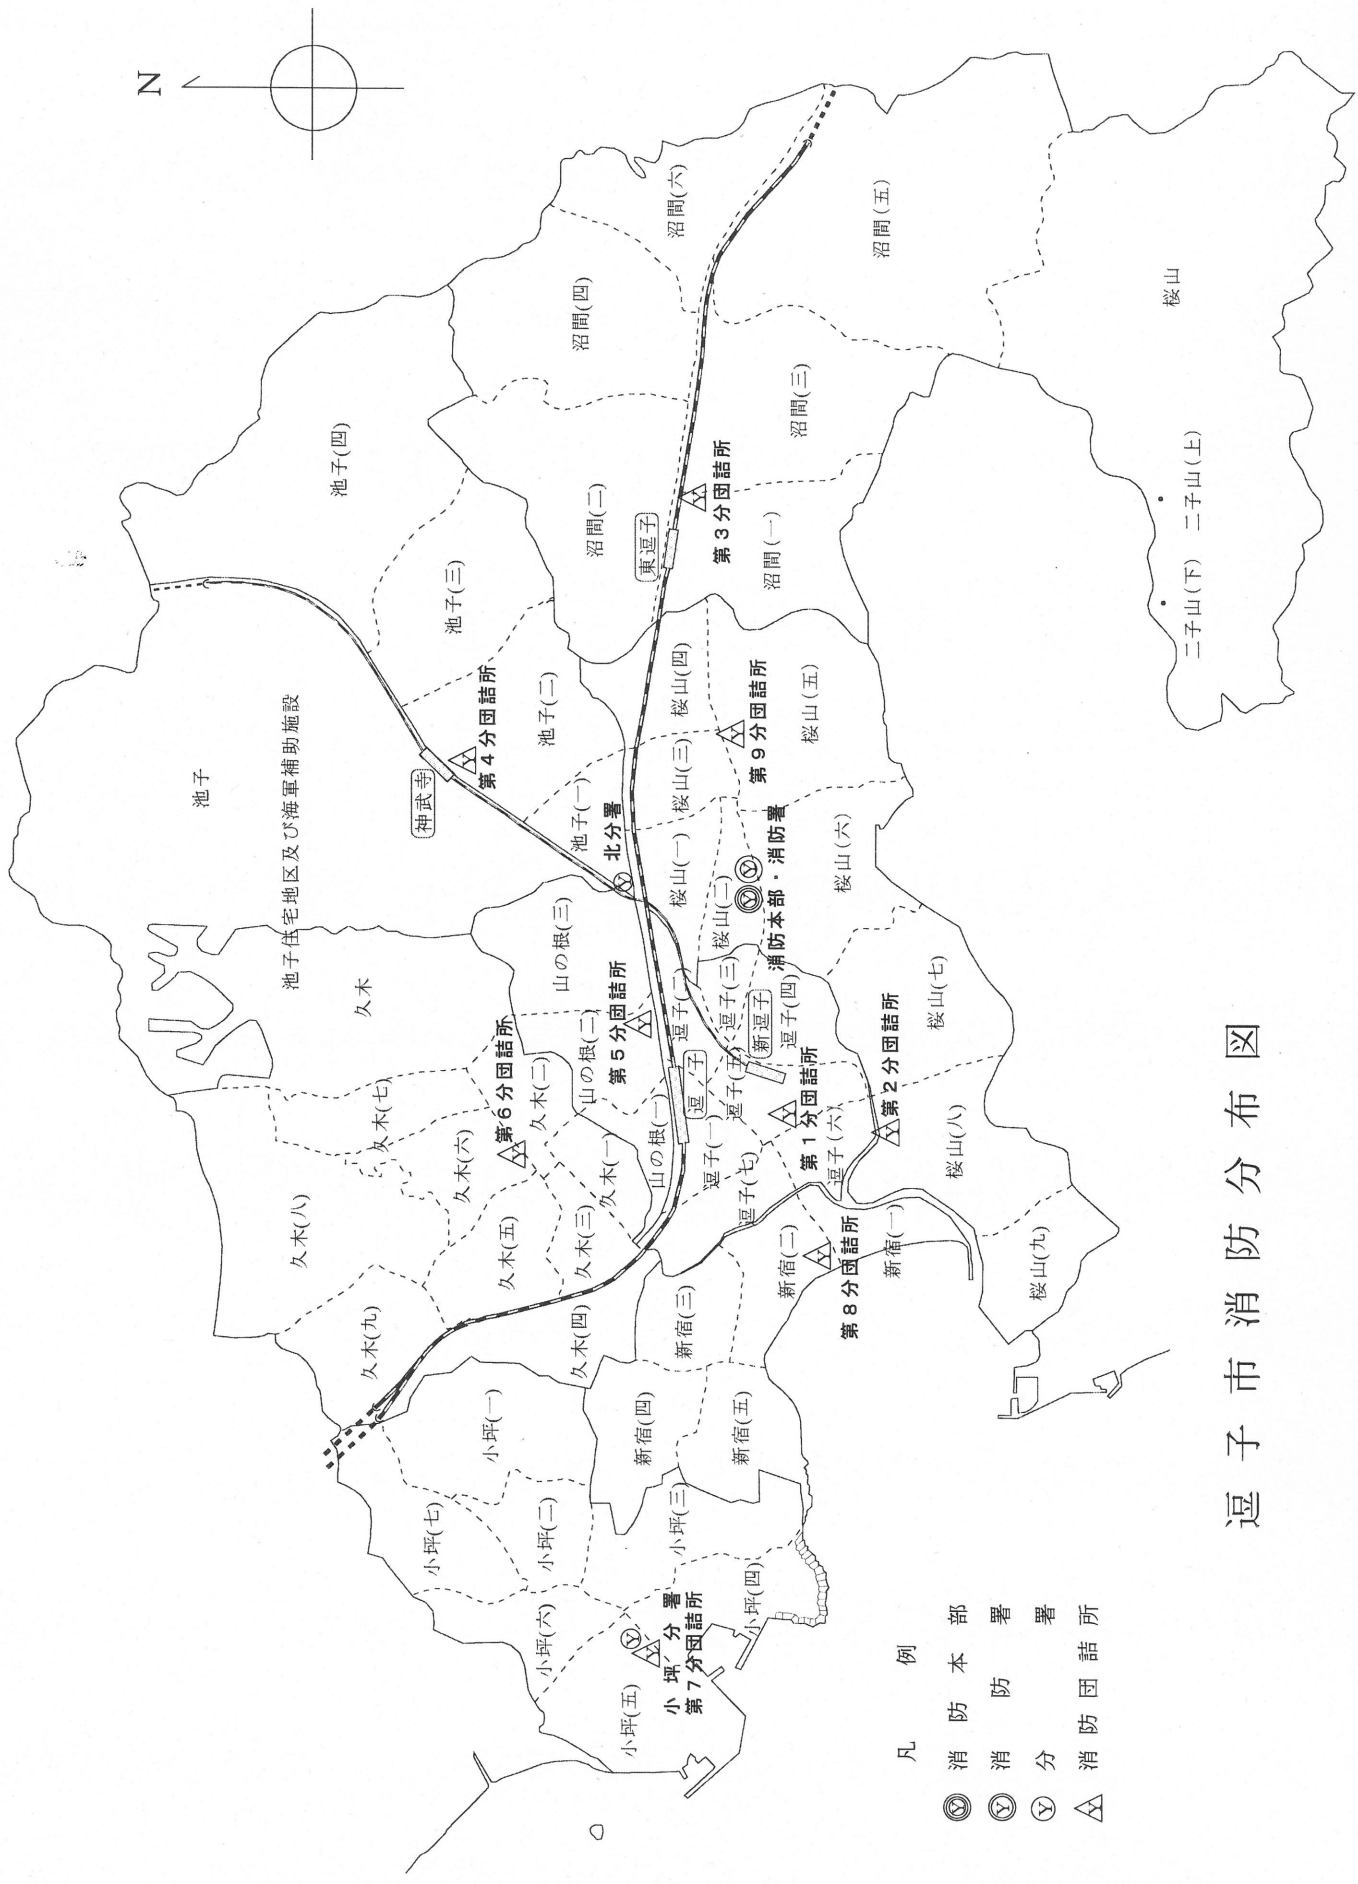 逗子市消防分布図
N
池子
池子住宅地区及び海軍補助施設
池子(四)
池子(三)
池子(二)
池子(一)
神武寺
第4分団詰所
北分署
沼間(六)
沼間(五)
沼間(四)
沼間(三)
沼間(二)
沼間(一)
東逗子
第3分団詰所
桜山
二子山(上)
二子山(下)
桜山(四)
桜山(三)
桜山(五)
第9分団詰所
桜山(一)
桜山(二)
桜山(六)
消防本部・消防署
桜山(七)
桜山(八)
桜山(九)
久木
久木(七)
久木(八)
久木(六)
久木(五)
久木(二)
久木(一)
久木(三)
久木(四)
久木(九)
第6分団詰所
山の根(三)
山の根(二)
山の根(一)
第5分団詰所
逗子(二)
逗子(三)
逗子(四)
逗子(五)
逗子(一)
逗子(六)
逗子(七)
逗子
新逗子
第1分団詰所
第2分団詰所
新宿(一)
新宿(二)
新宿(三)
新宿(四)
新宿(五)
第8分団詰所
小坪(一)
小坪(二)
小坪(三)
小坪(四)
小坪(五)
小坪(六)
小坪(七)
小坪分署
第7分団詰所
凡例
Y 消防本部
Y 消防署
Y 分署
Y 消防団詰所